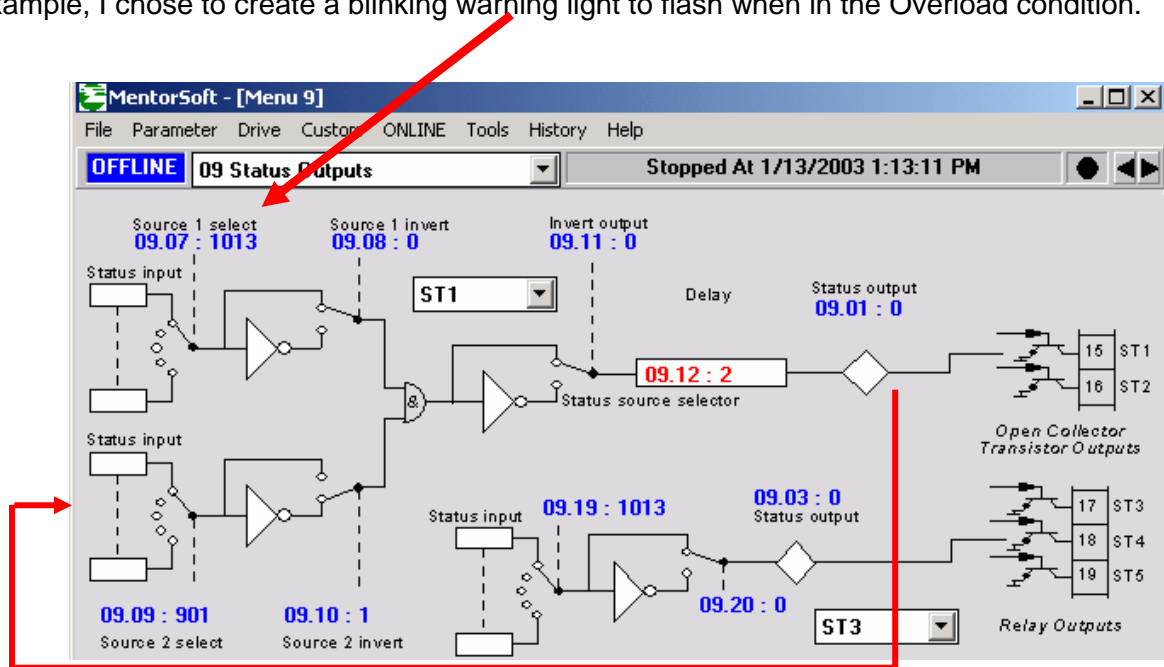 example, I chose to create a blinking warning light to flash when in the Overload condition.
MentorSoft - [Menu 9]
File Parameter Drive Custom ONLINE Tools History Help
OFFLINE 09 Status Outputs Stopped At 1/13/2003 1:13:11 PM
Source 1 select
09.07 : 1013
Source 1 invert
09.08 : 0
Invert output
09.11 : 0
Status input
ST1
Delay
Status output
09.01 : 0
09.12 : 2
Status source selector
&
15 ST1
16 ST2
Open Collector
Transistor Outputs
Status input
09.09 : 901
Source 2 select
09.10 : 1
Source 2 invert
Status input
09.19 : 1013
09.03 : 0
Status output
09.20 : 0
ST3
17 ST3
18 ST4
19 ST5
Relay Outputs